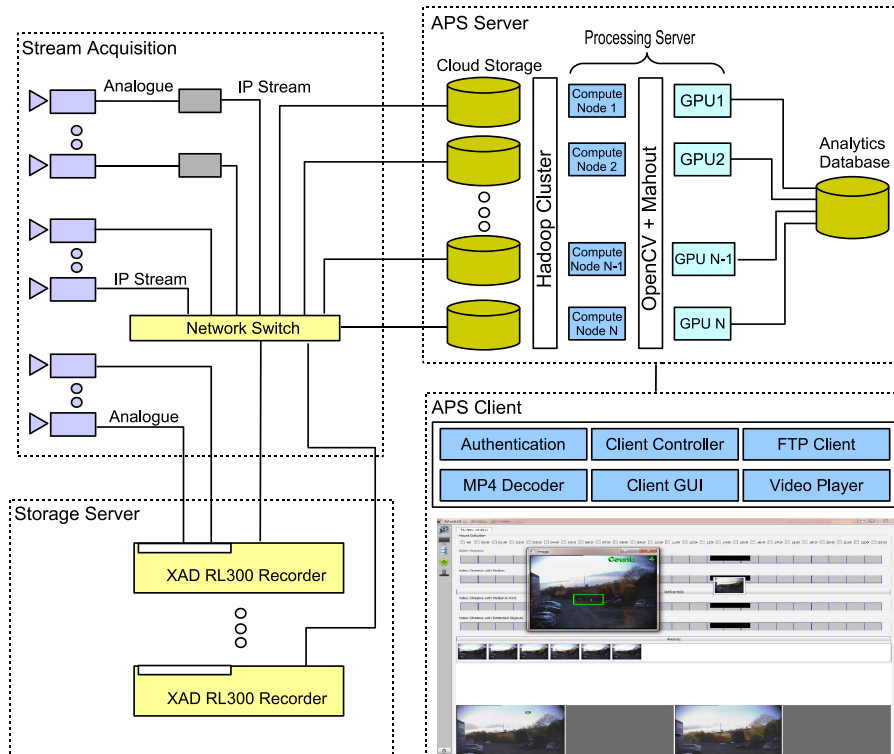 Stream Acquisition
Analogue
IP Stream
IP Stream
Network Switch
Analogue
Storage Server
XAD RL300 Recorder
XAD RL300 Recorder
APS Server
Processing Server
Cloud Storage
Hadoop Cluster
Compute
Node 1
Compute
Node 2
Compute
Node N-1
Compute
Node N
OpenCV + Mahout
GPU1
GPU2
GPU N-1
GPU N
Analytics
Database
APS Client
Authentication
Client Controller
FTP Client
MP4 Decoder
Client GUI
Video Player
Count: 4